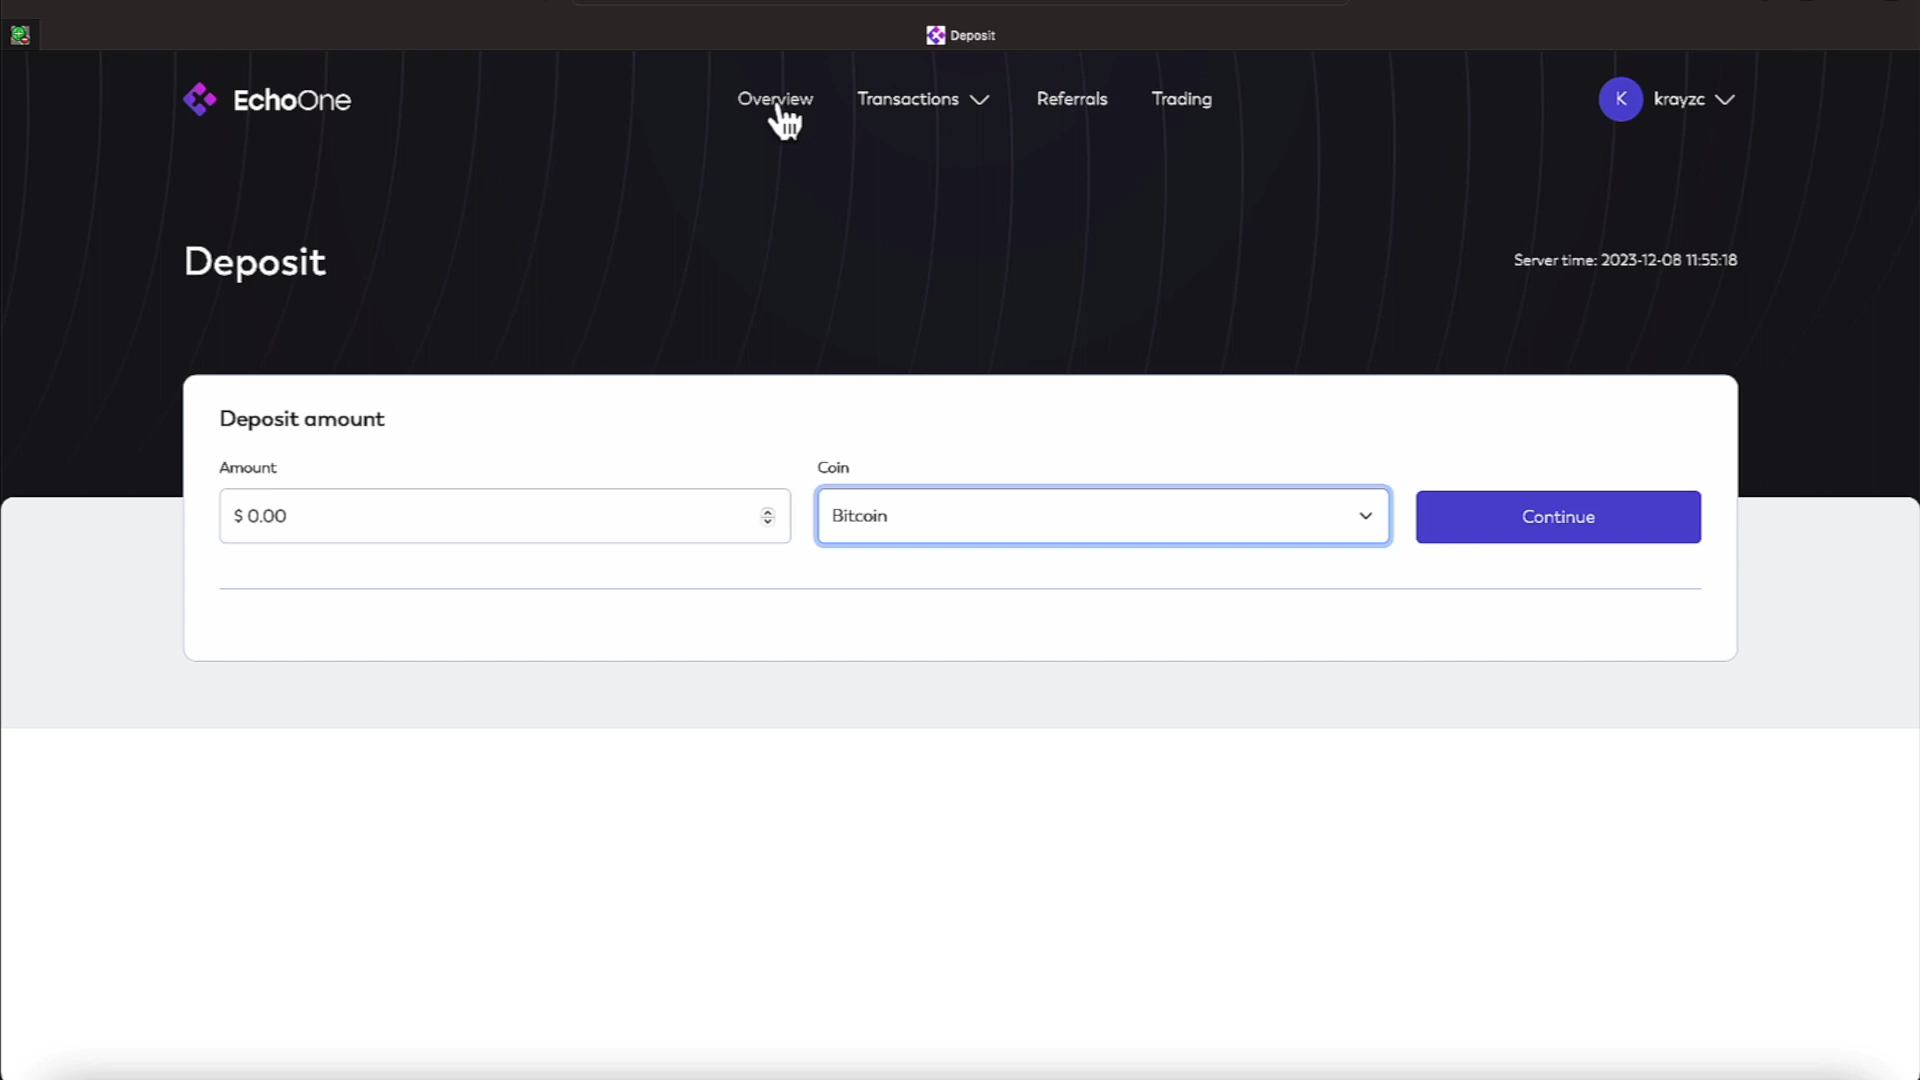 Deposit
EchoOne
Overview
Transactions
Referrals
Trading
K
krayzc
Deposit
Server time: 2023-12-08 11:55:18
Deposit amount
Amount
Coin
$ 0.00
Bitcoin
Continue